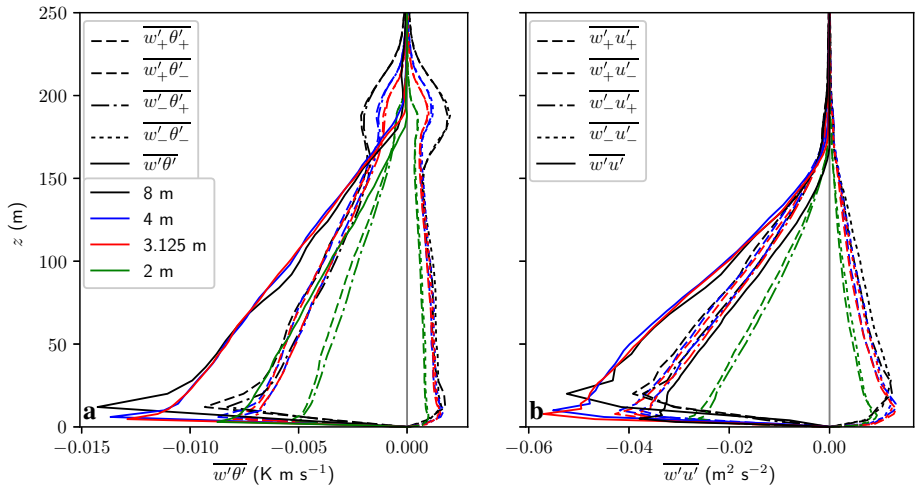 250
200
150
100
50
0
z (m)
w′₊θ′₊
w′₊θ′₋
w′₋θ′₊
w′₋θ′₋
w′θ′
8 m
4 m
3.125 m
2 m
a
−0.015
−0.010
−0.005
0.000
w′θ′ (K m s⁻¹)
w′₊u′₊
w′₊u′₋
w′₋u′₊
w′₋u′₋
w′u′
b
−0.06
−0.04
−0.02
0.00
w′u′ (m² s⁻²)